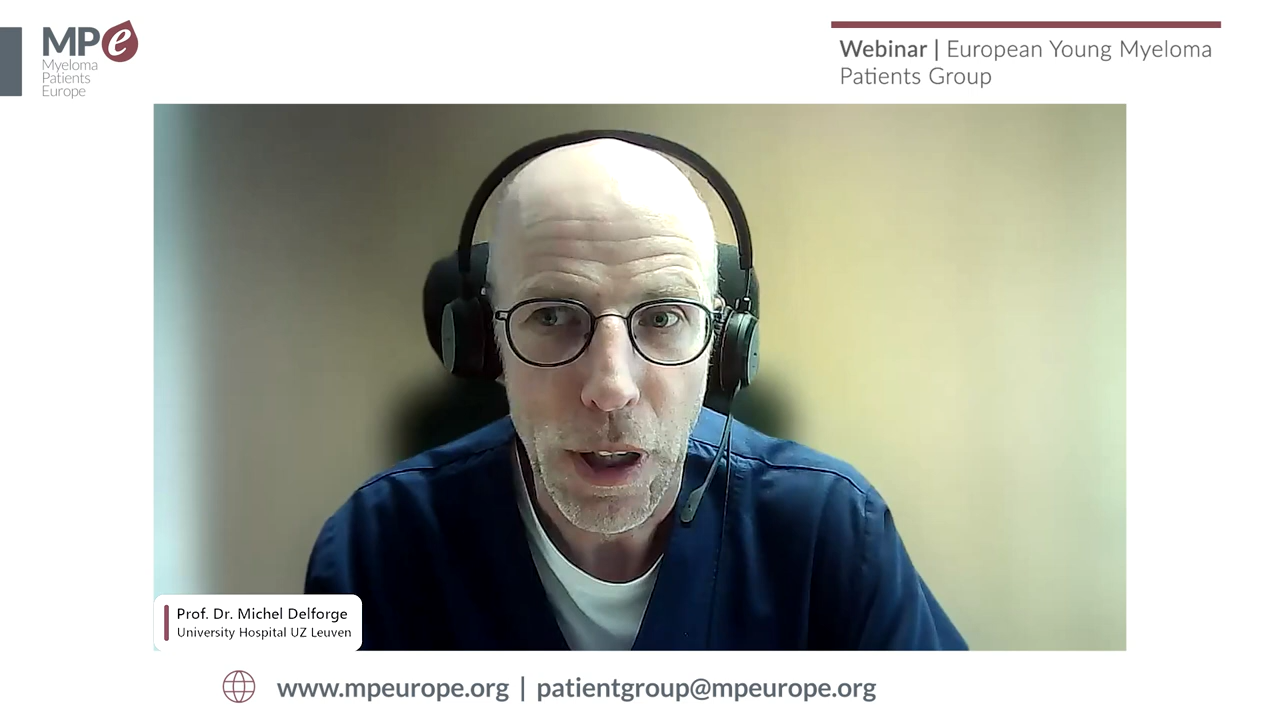 MPe
Myeloma
Patients
Europe
Webinar | European Young Myeloma
Patients Group
Prof. Dr. Michel Delforge
University Hospital UZ Leuven
www.mpeurope.org | patientgroup@mpeurope.org